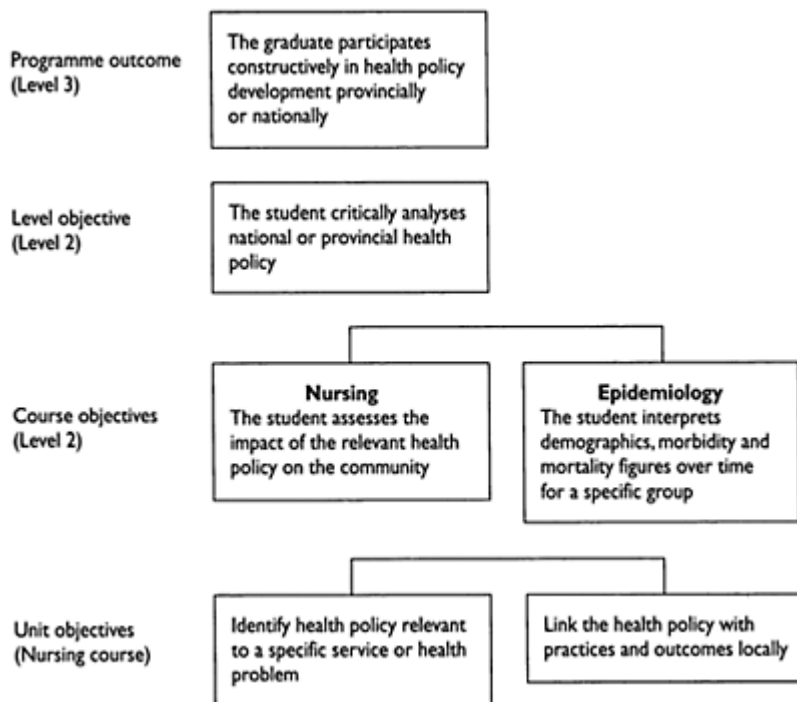 Programme outcome
(Level 3)
The graduate participates
constructively in health policy
development provincially
or nationally
Level objective
(Level 2)
The student critically analyses
national or provincial health
policy
Course objectives
(Level 2)
Nursing
The student assesses the
impact of the relevant health
policy on the community
Epidemiology
The student interprets
demographics, morbidity and
mortality figures over time
for a specific group
Unit objectives
(Nursing course)
Identify health policy relevant
to a specific service or health
problem
Link the health policy with
practices and outcomes locally